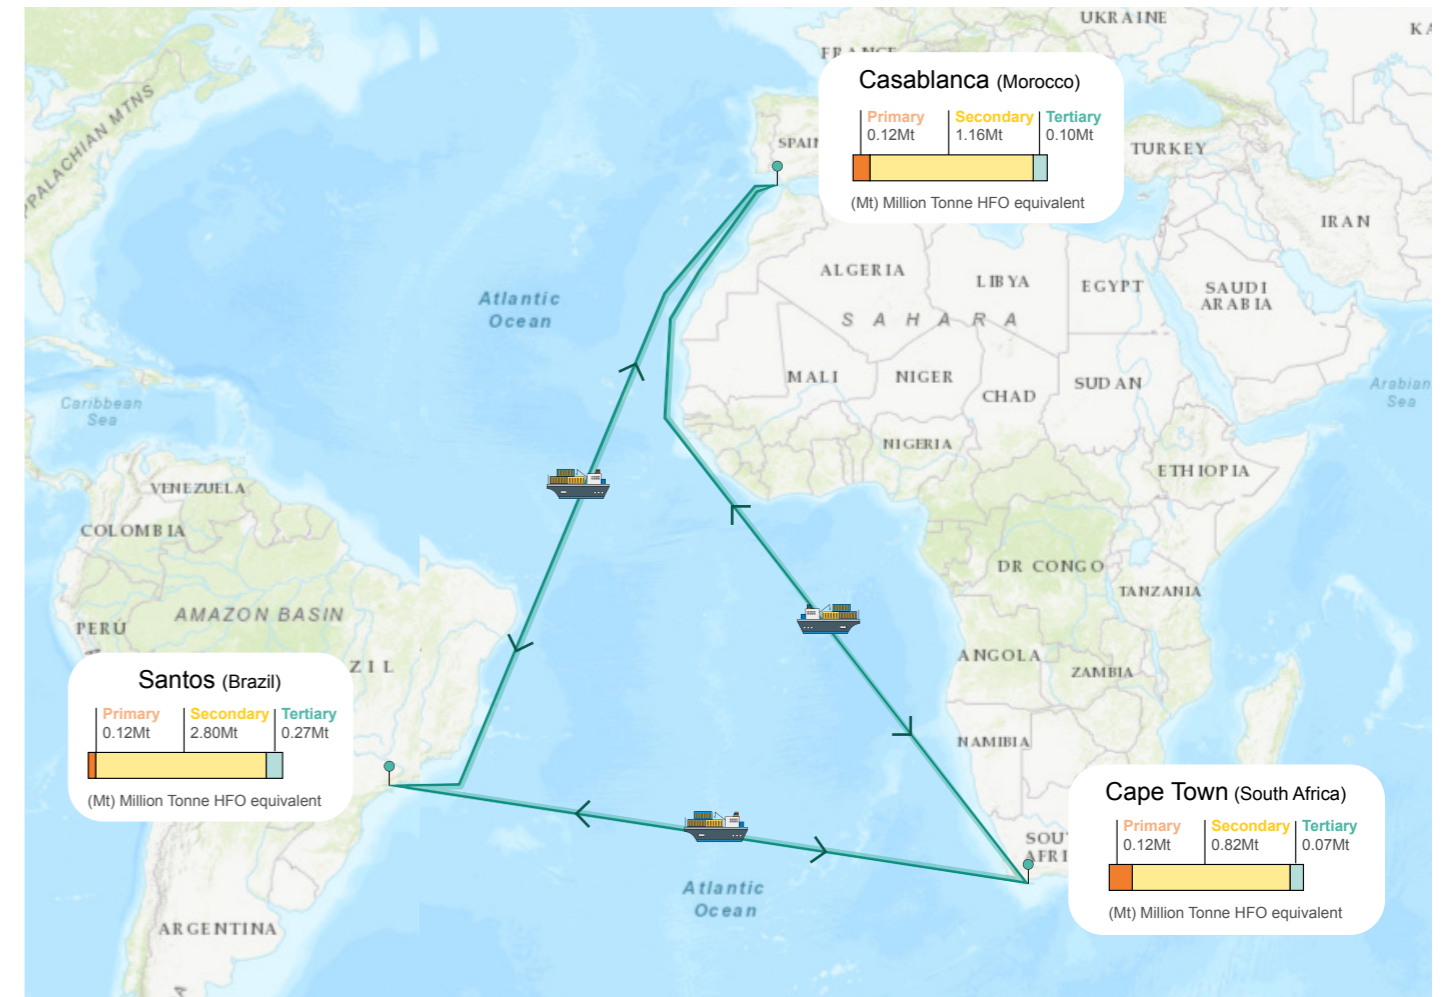 UKRAINE
KA
FRANCE
Casablanca (Morocco)
Primary Secondary Tertiary
0.12Mt 1.16Mt 0.10Mt
(Mt) Million Tonne HFO equivalent
APPALACHIAN MTNS
SPAIN
TURKEY
IRAN
ALGERIA
LIBYA
EGYPT
SAUDI
ARABIA
Atlantic
Ocean
SAHARA
MALI
NIGER
CHAD
SUDAN
Arabian
Sea
Caribbean
Sea
NIGERIA
ETHIOPIA
VENEZUELA
COLOMBIA
DR CONGO
TANZANIA
AMAZON BASIN
PERU
ANGOLA
ZAMBIA
ZIL
Santos (Brazil)
Primary Secondary Tertiary
0.12Mt 2.80Mt 0.27Mt
(Mt) Million Tonne HFO equivalent
NAMIBIA
Cape Town (South Africa)
Primary Secondary Tertiary
0.12Mt 0.82Mt 0.07Mt
(Mt) Million Tonne HFO equivalent
SOU
AFRI
Atlantic
Ocean
ARGENTINA